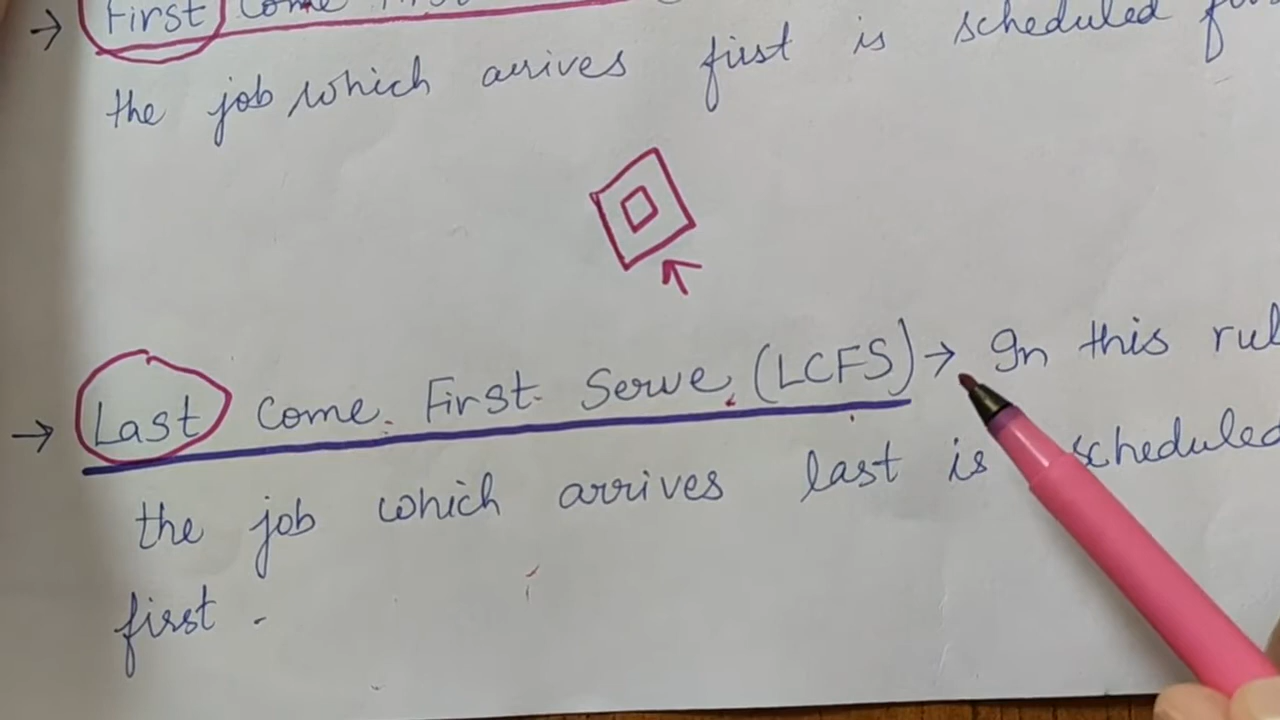 → First Come
the job which arrives first is scheduled
→ Last Come First Serve (LCFS) → In this
the job which arrives last is scheduled
first.